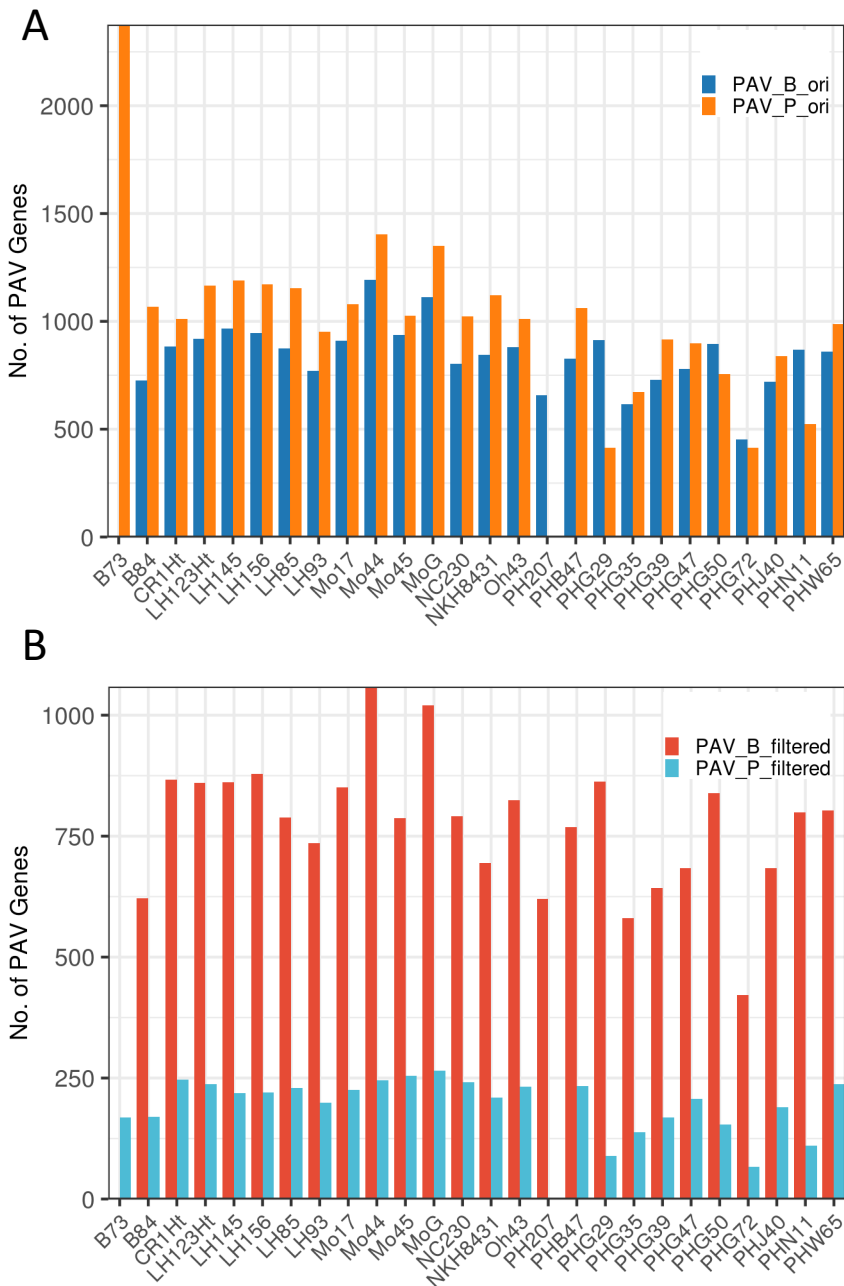 A
No. of PAV Genes
2000
1500
1000
500
0
PAV_B_ori
PAV_P_ori
B73
B84
CR1Ht
LH123Ht
LH145
LH156
LH85
LH93
Mo17
Mo44
Mo45
MoG
NC230
NKH8431
Oh43
PH207
PHB47
PHG29
PHG35
PHG39
PHG47
PHG50
PHG72
PHJ40
PHN11
PHW65
B
No. of PAV Genes
1000
750
500
250
0
PAV_B_filtered
PAV_P_filtered
B73
B84
CR1Ht
LH123Ht
LH145
LH156
LH85
LH93
Mo17
Mo44
Mo45
MoG
NC230
NKH8431
Oh43
PH207
PHB47
PHG29
PHG35
PHG39
PHG47
PHG50
PHG72
PHJ40
PHN11
PHW65